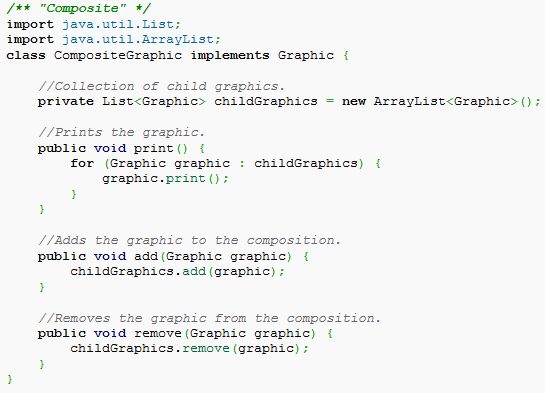 /** "Composite" */
import java.util.List;
import java.util.ArrayList;
class CompositeGraphic implements Graphic {

    //Collection of child graphics.
    private List<Graphic> childGraphics = new ArrayList<Graphic>();

    //Prints the graphic.
    public void print() {
        for (Graphic graphic : childGraphics) {
            graphic.print();
        }
    }

    //Adds the graphic to the composition.
    public void add(Graphic graphic) {
        childGraphics.add(graphic);
    }

    //Removes the graphic from the composition.
    public void remove(Graphic graphic) {
        childGraphics.remove(graphic);
    }
}